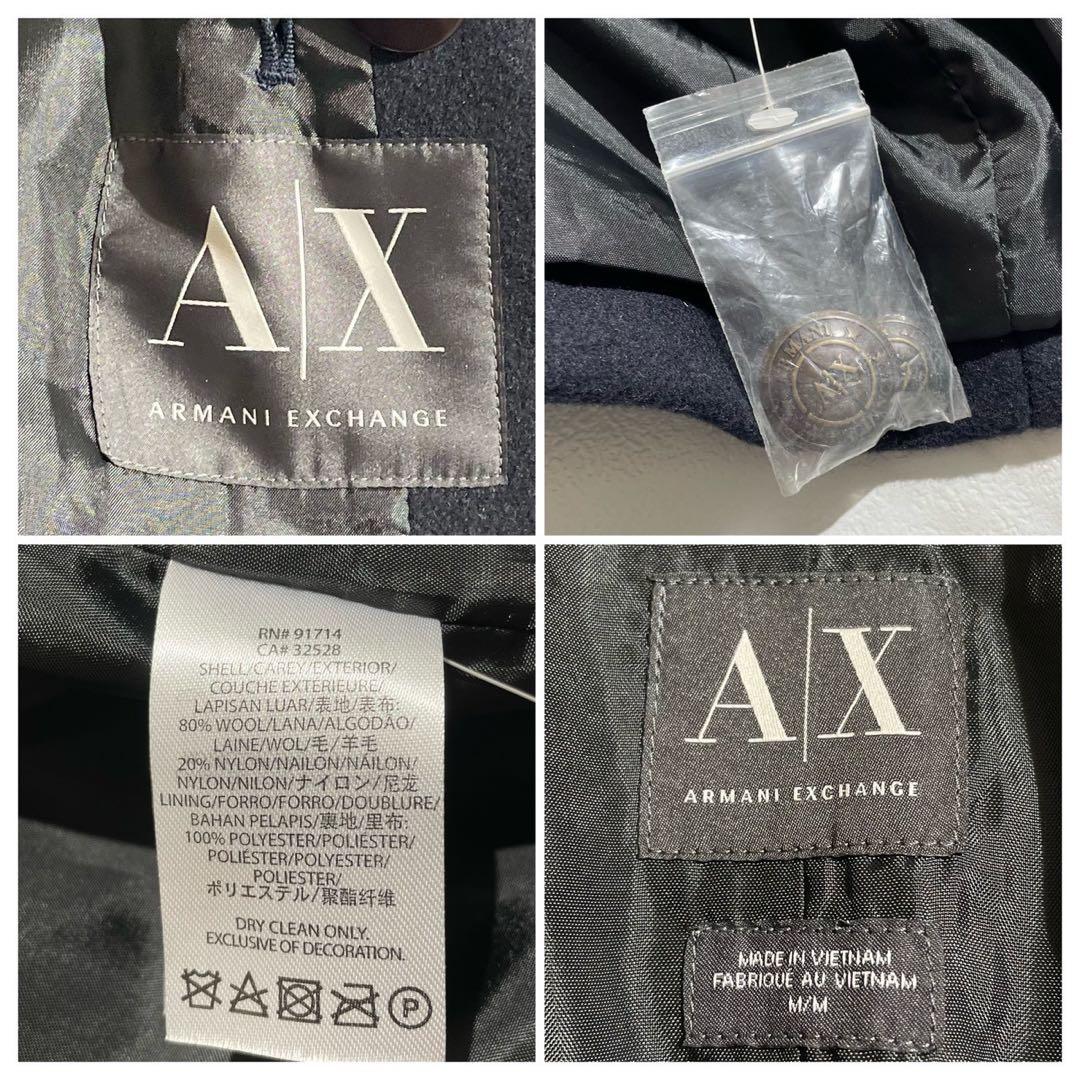 A|X
ARMANI EXCHANGE
A|X
RN# 91714
CA# 32528
SHELL/CAREY/EXTERIOR/
COUCHE EXTERIEURE/
LAPISAN LUAR/表地/表布:
80% WOOL/LANA/ALGODÃO/
LAINE/WOL/毛/羊毛
20% NYLON/NAILON/NÁILON/
NYLON/NILON/ナイロン/尼龙
LINING/FORRO/FORRO/DOUBLURE/
BAHAN PELAPIS/裏地/里布:
100% POLYESTER/POLIÉSTER/
POLIÉSTER/POLYESTER/
POLIESTER/
ポリエステル/聚酯纤维
DRY CLEAN ONLY.
EXCLUSIVE OF DECORATION.
P
A|X
ARMANI EXCHANGE
MADE IN VIETNAM
FABRIQUÉ AU VIETNAM
M/M